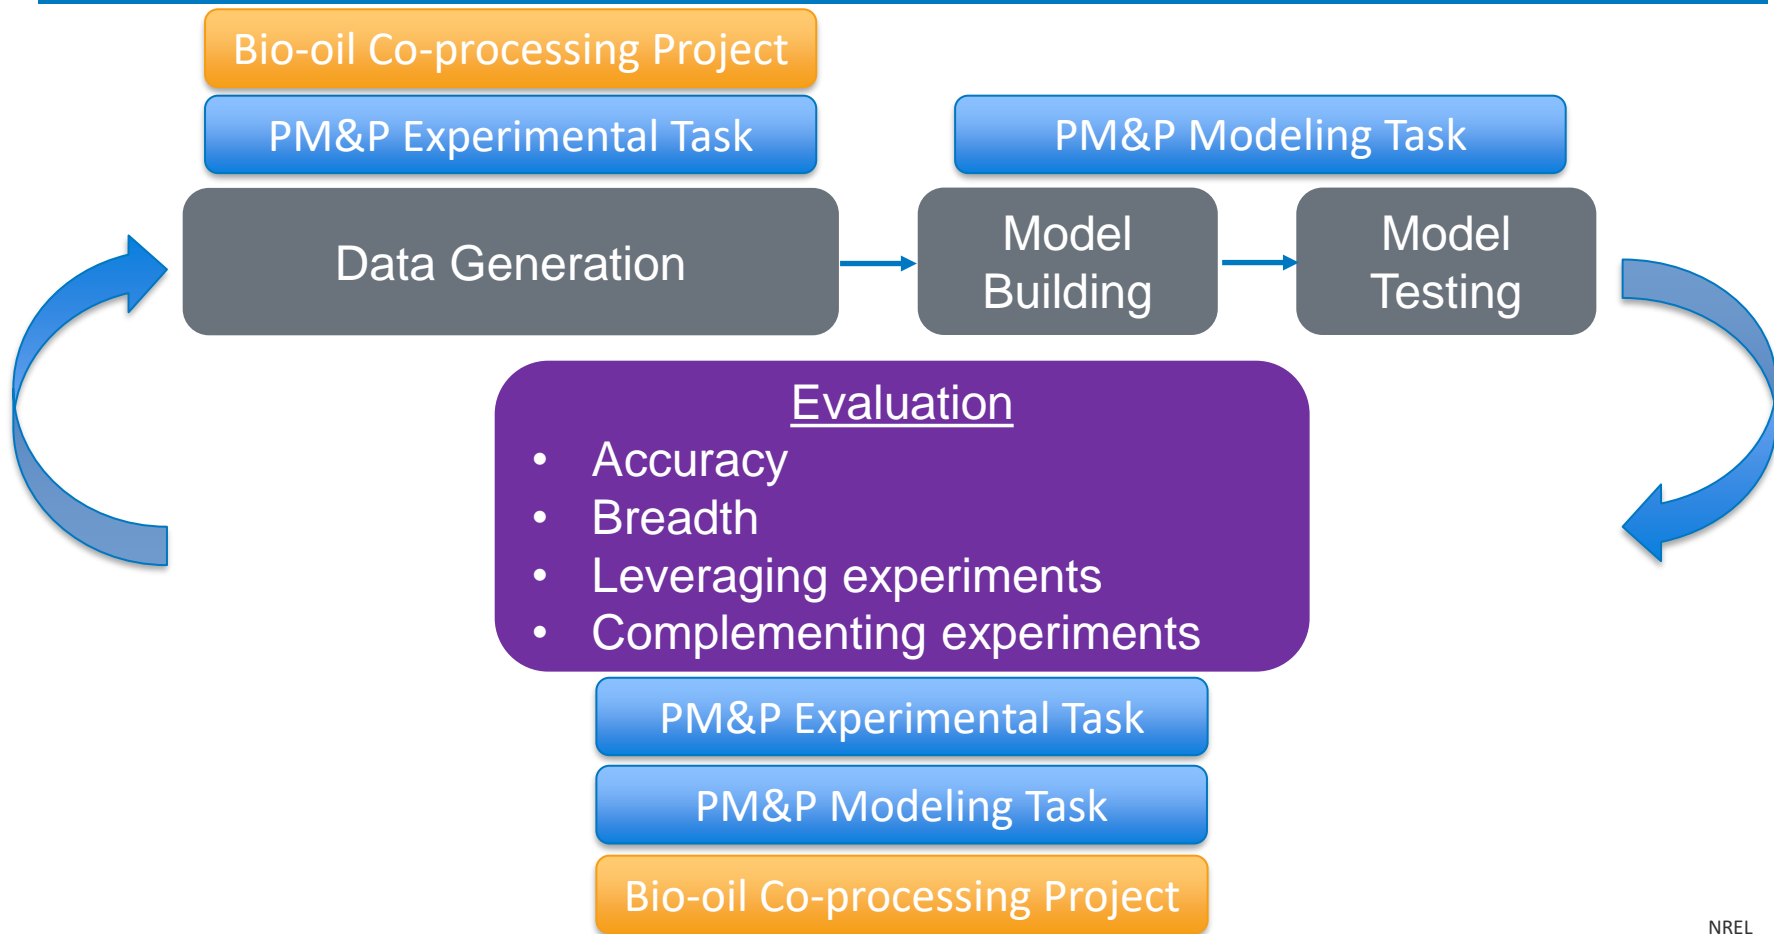 Bio-oil Co-processing Project
PM&P Experimental Task
PM&P Modeling Task
Data Generation
Model
Building
Model
Testing
Evaluation
• Accuracy
• Breadth
• Leveraging experiments
• Complementing experiments
PM&P Experimental Task
PM&P Modeling Task
Bio-oil Co-processing Project
NREL